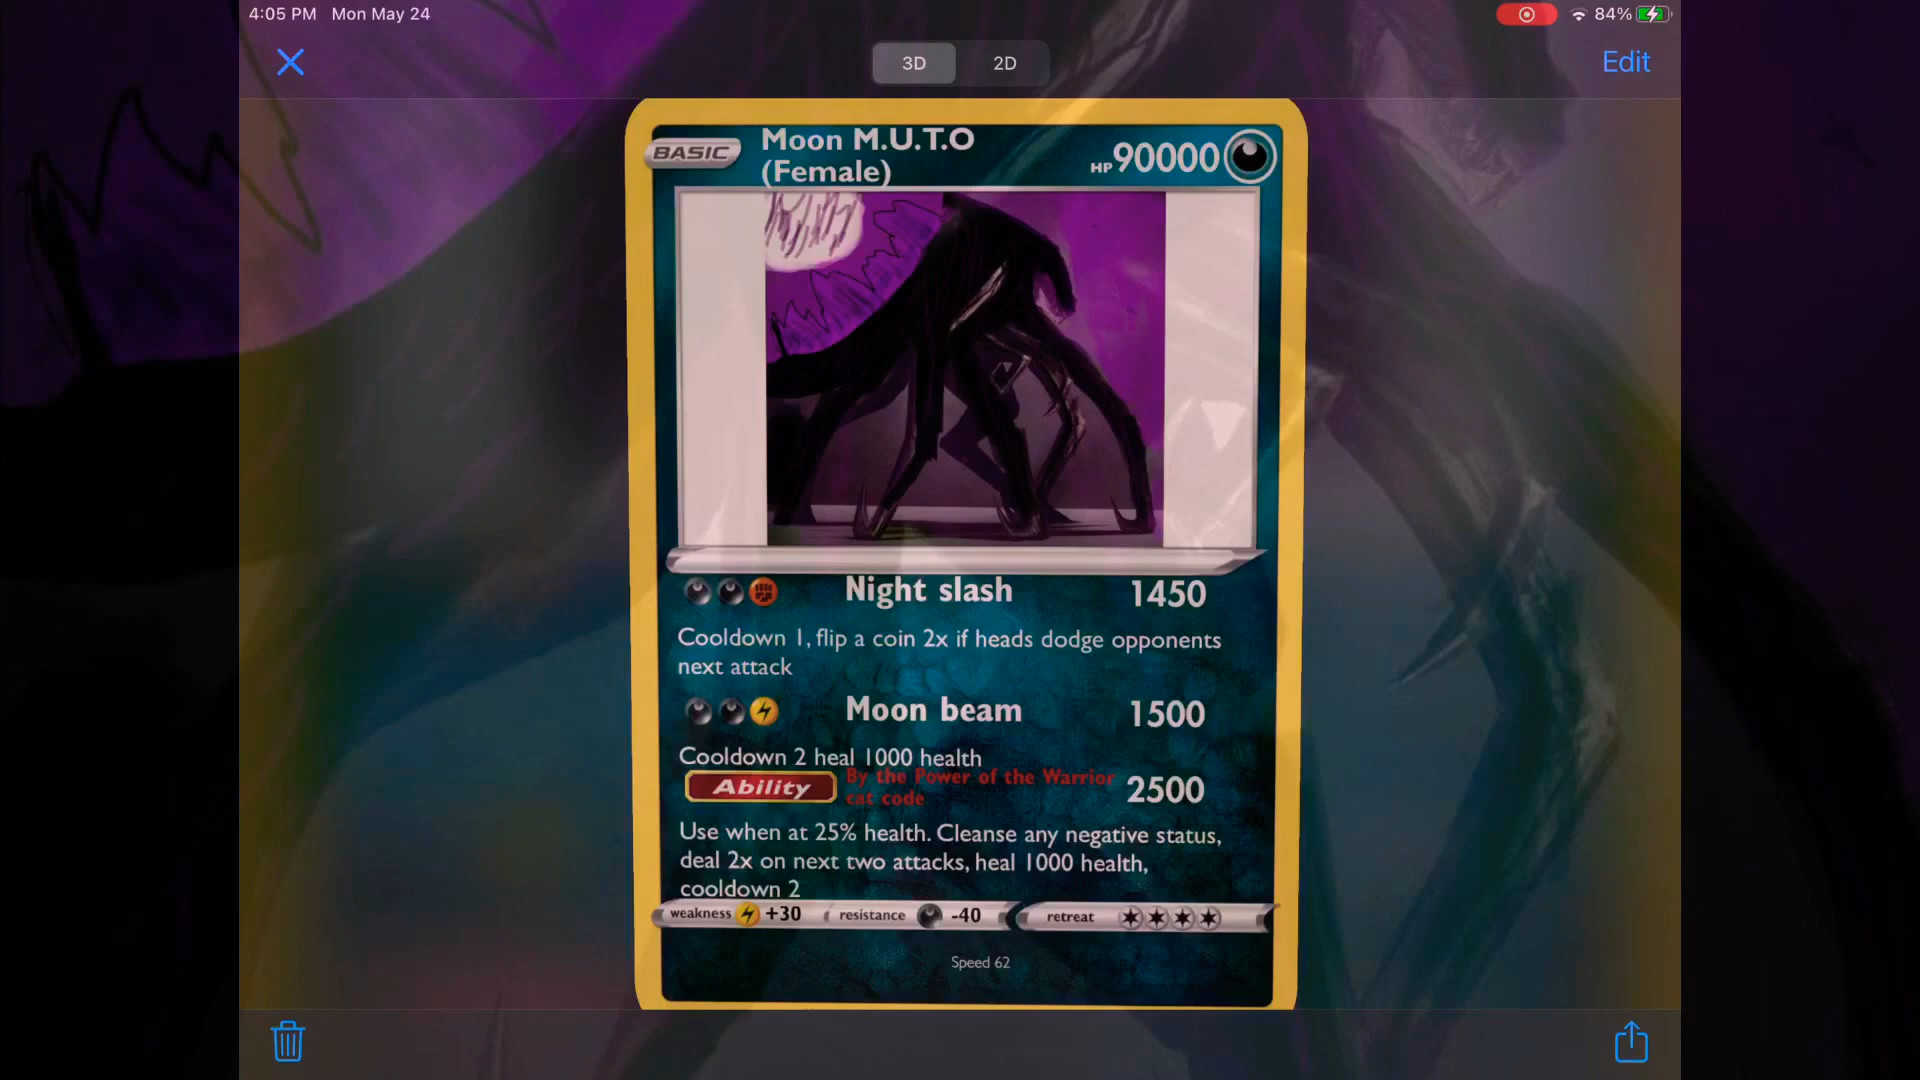 4:05 PM Mon May 24
84%
3D 2D
Edit
BASIC
Moon M.U.T.O
(Female)
HP 90000
Night slash 1450
Cooldown 1, flip a coin 2x if heads dodge opponents
next attack
Moon beam 1500
Cooldown 2 heal 1000 health
Ability
By the Power of the Warrior
cat code
2500
Use when at 25% health. Cleanse any negative status,
deal 2x on next two attacks, heal 1000 health,
cooldown 2
weakness +30 resistance -40 retreat
Speed 62